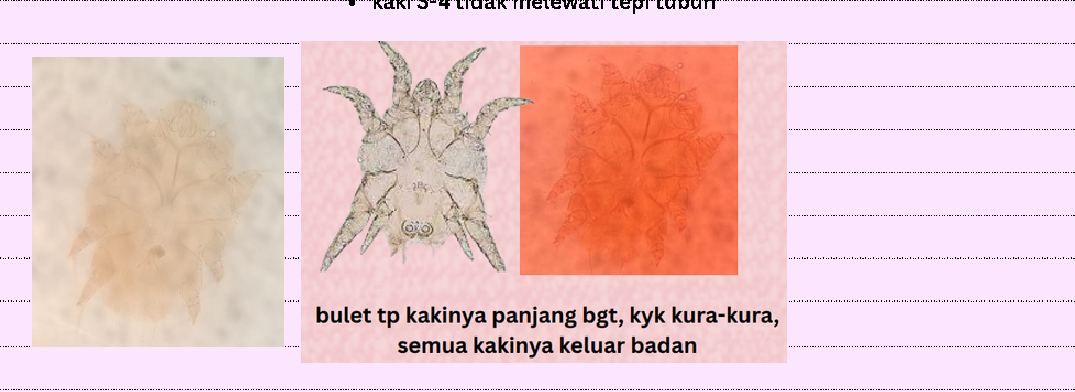 • kaki 3-4 tidak melewati tepi tubuh
bulet tp kakinya panjang bgt, kyk kura-kura,
semua kakinya keluar badan